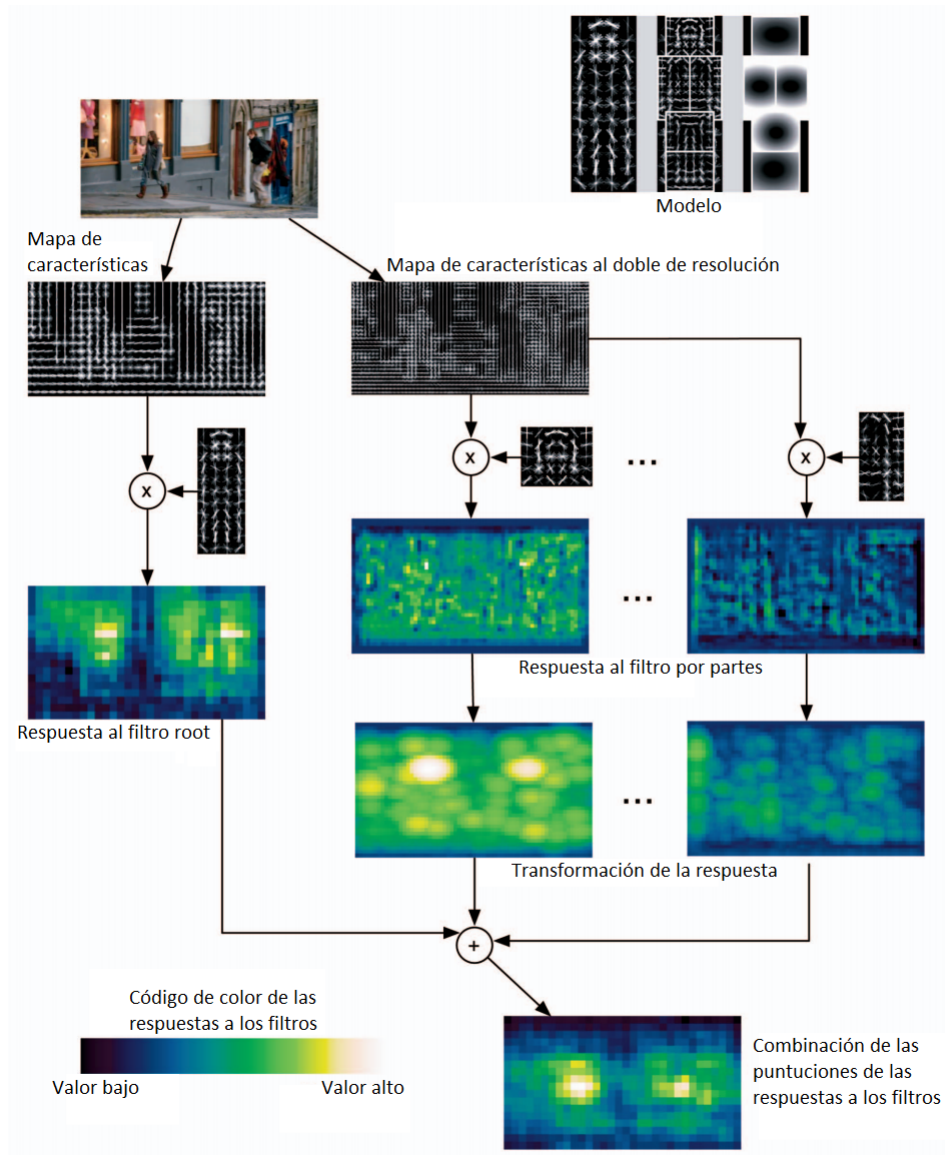 Modelo
Mapa de
características
Mapa de características al doble de resolución
x
x
...
x
...
Respuesta al filtro por partes
Respuesta al filtro root
...
Transformación de la respuesta
+
Código de color de las
respuestas a los filtros
Valor bajo
Valor alto
Combinación de las
puntuciones de las
respuestas a los filtros